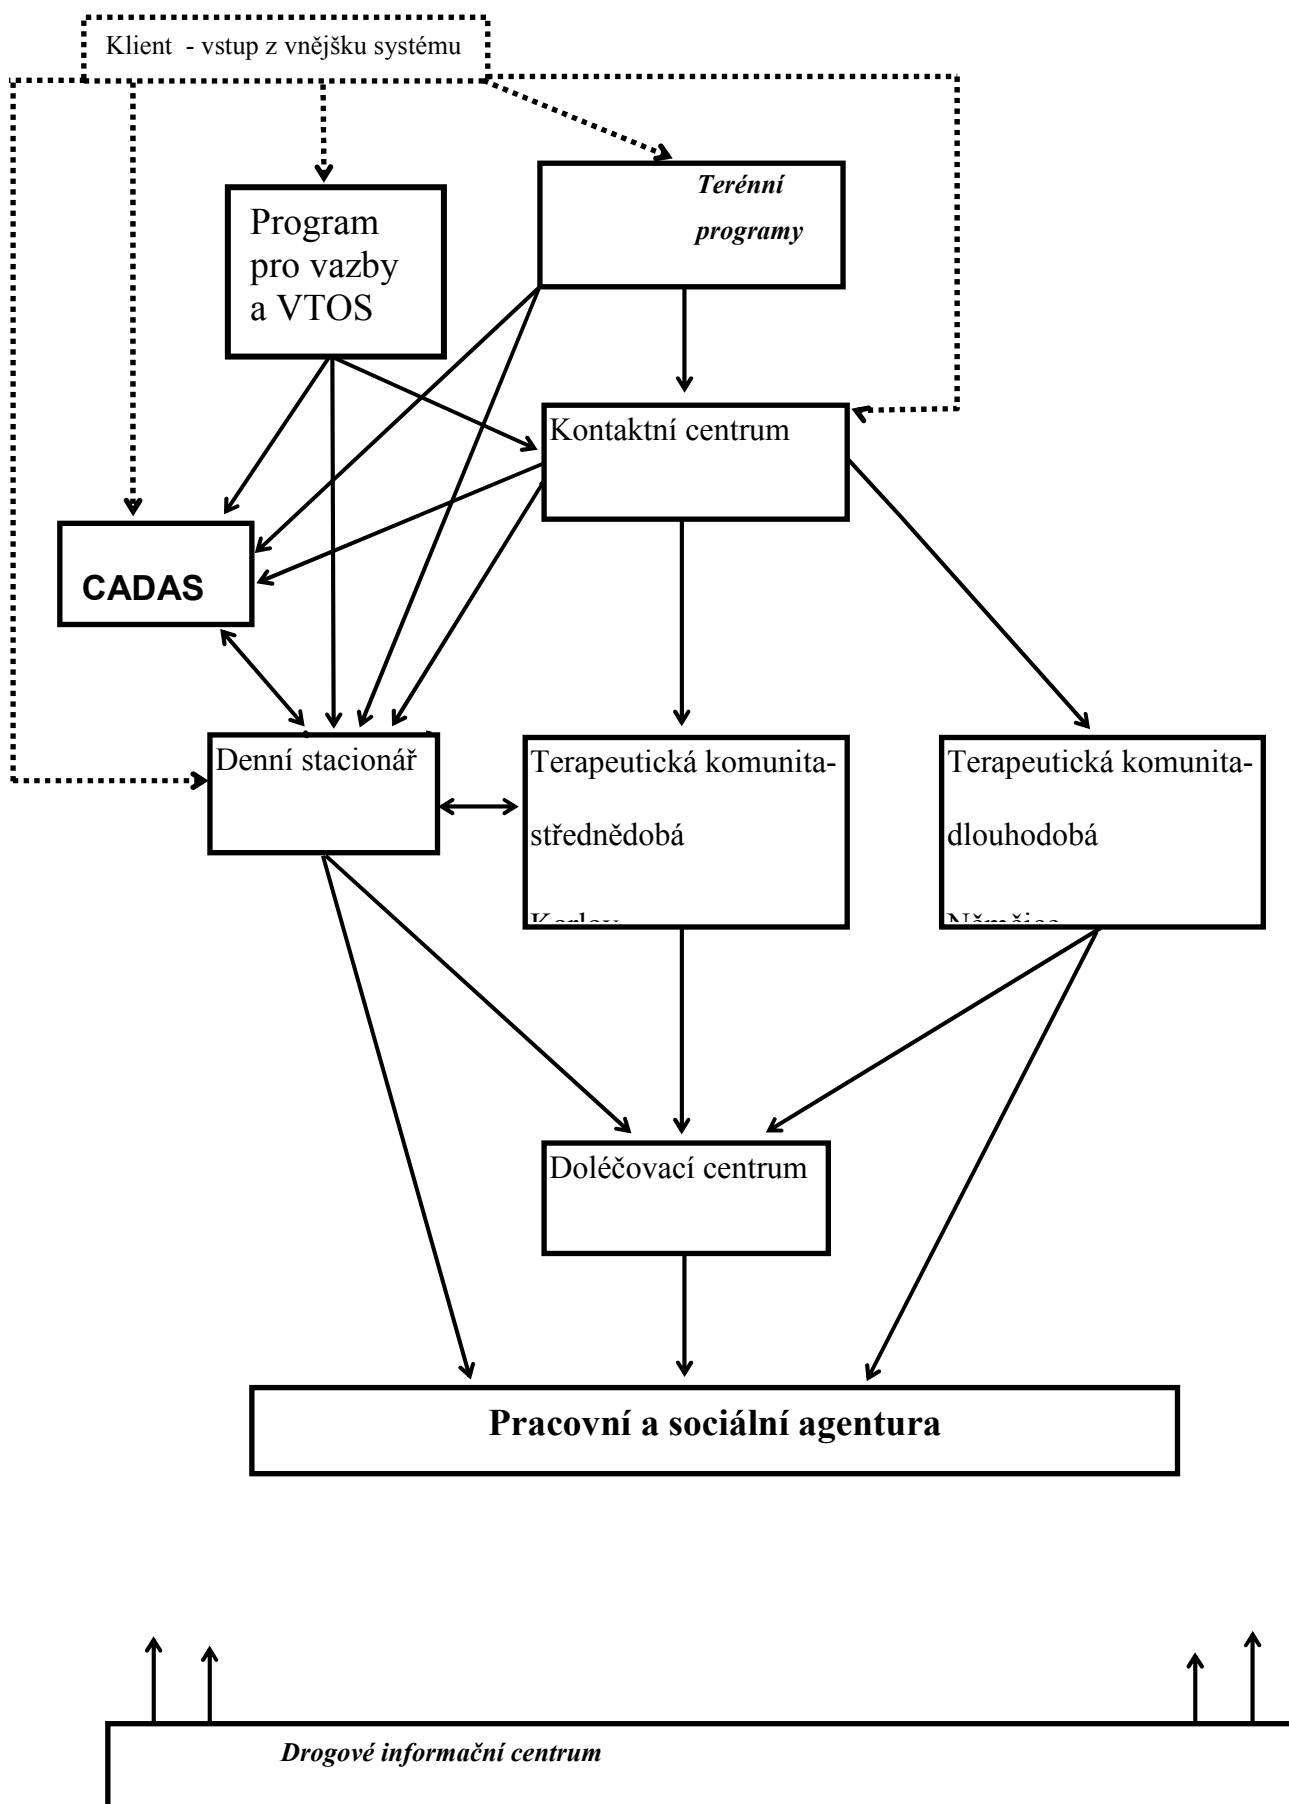 Klient  - vstup z vnějšku systému
Terénní
programy
Program
pro vazby
a VTOS
Kontaktní centrum
CADAS
Denní stacionář
Terapeutická komunita-
střednědobá
Terapeutická komunita-
dlouhodobá
Doléčovací centrum
Pracovní a sociální agentura
Drogové informační centrum